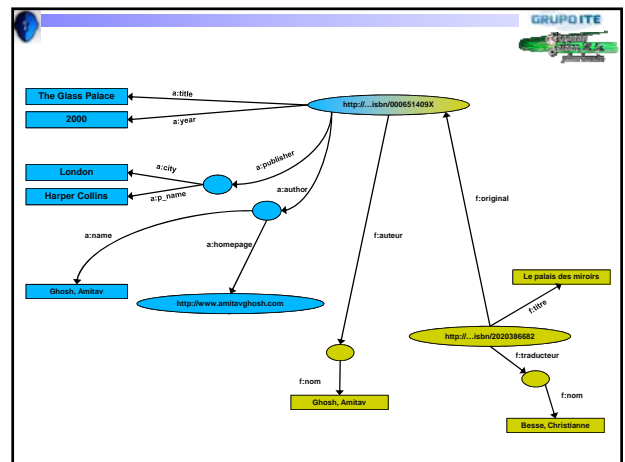 GRUPO ITE
The Glass Palace
a:title
http://...isbn/000651409X
2000
a:year
London
a:city
a:publisher
Harper Collins
a:p_name
a:author
f:original
a:name
a:homepage
f:auteur
Le palais des miroirs
Ghosh, Amitav
http://www.amitavghosh.com
f:titre
http://...isbn/2020386682
f:traducteur
f:nom
f:nom
Ghosh, Amitav
Besse, Christianne